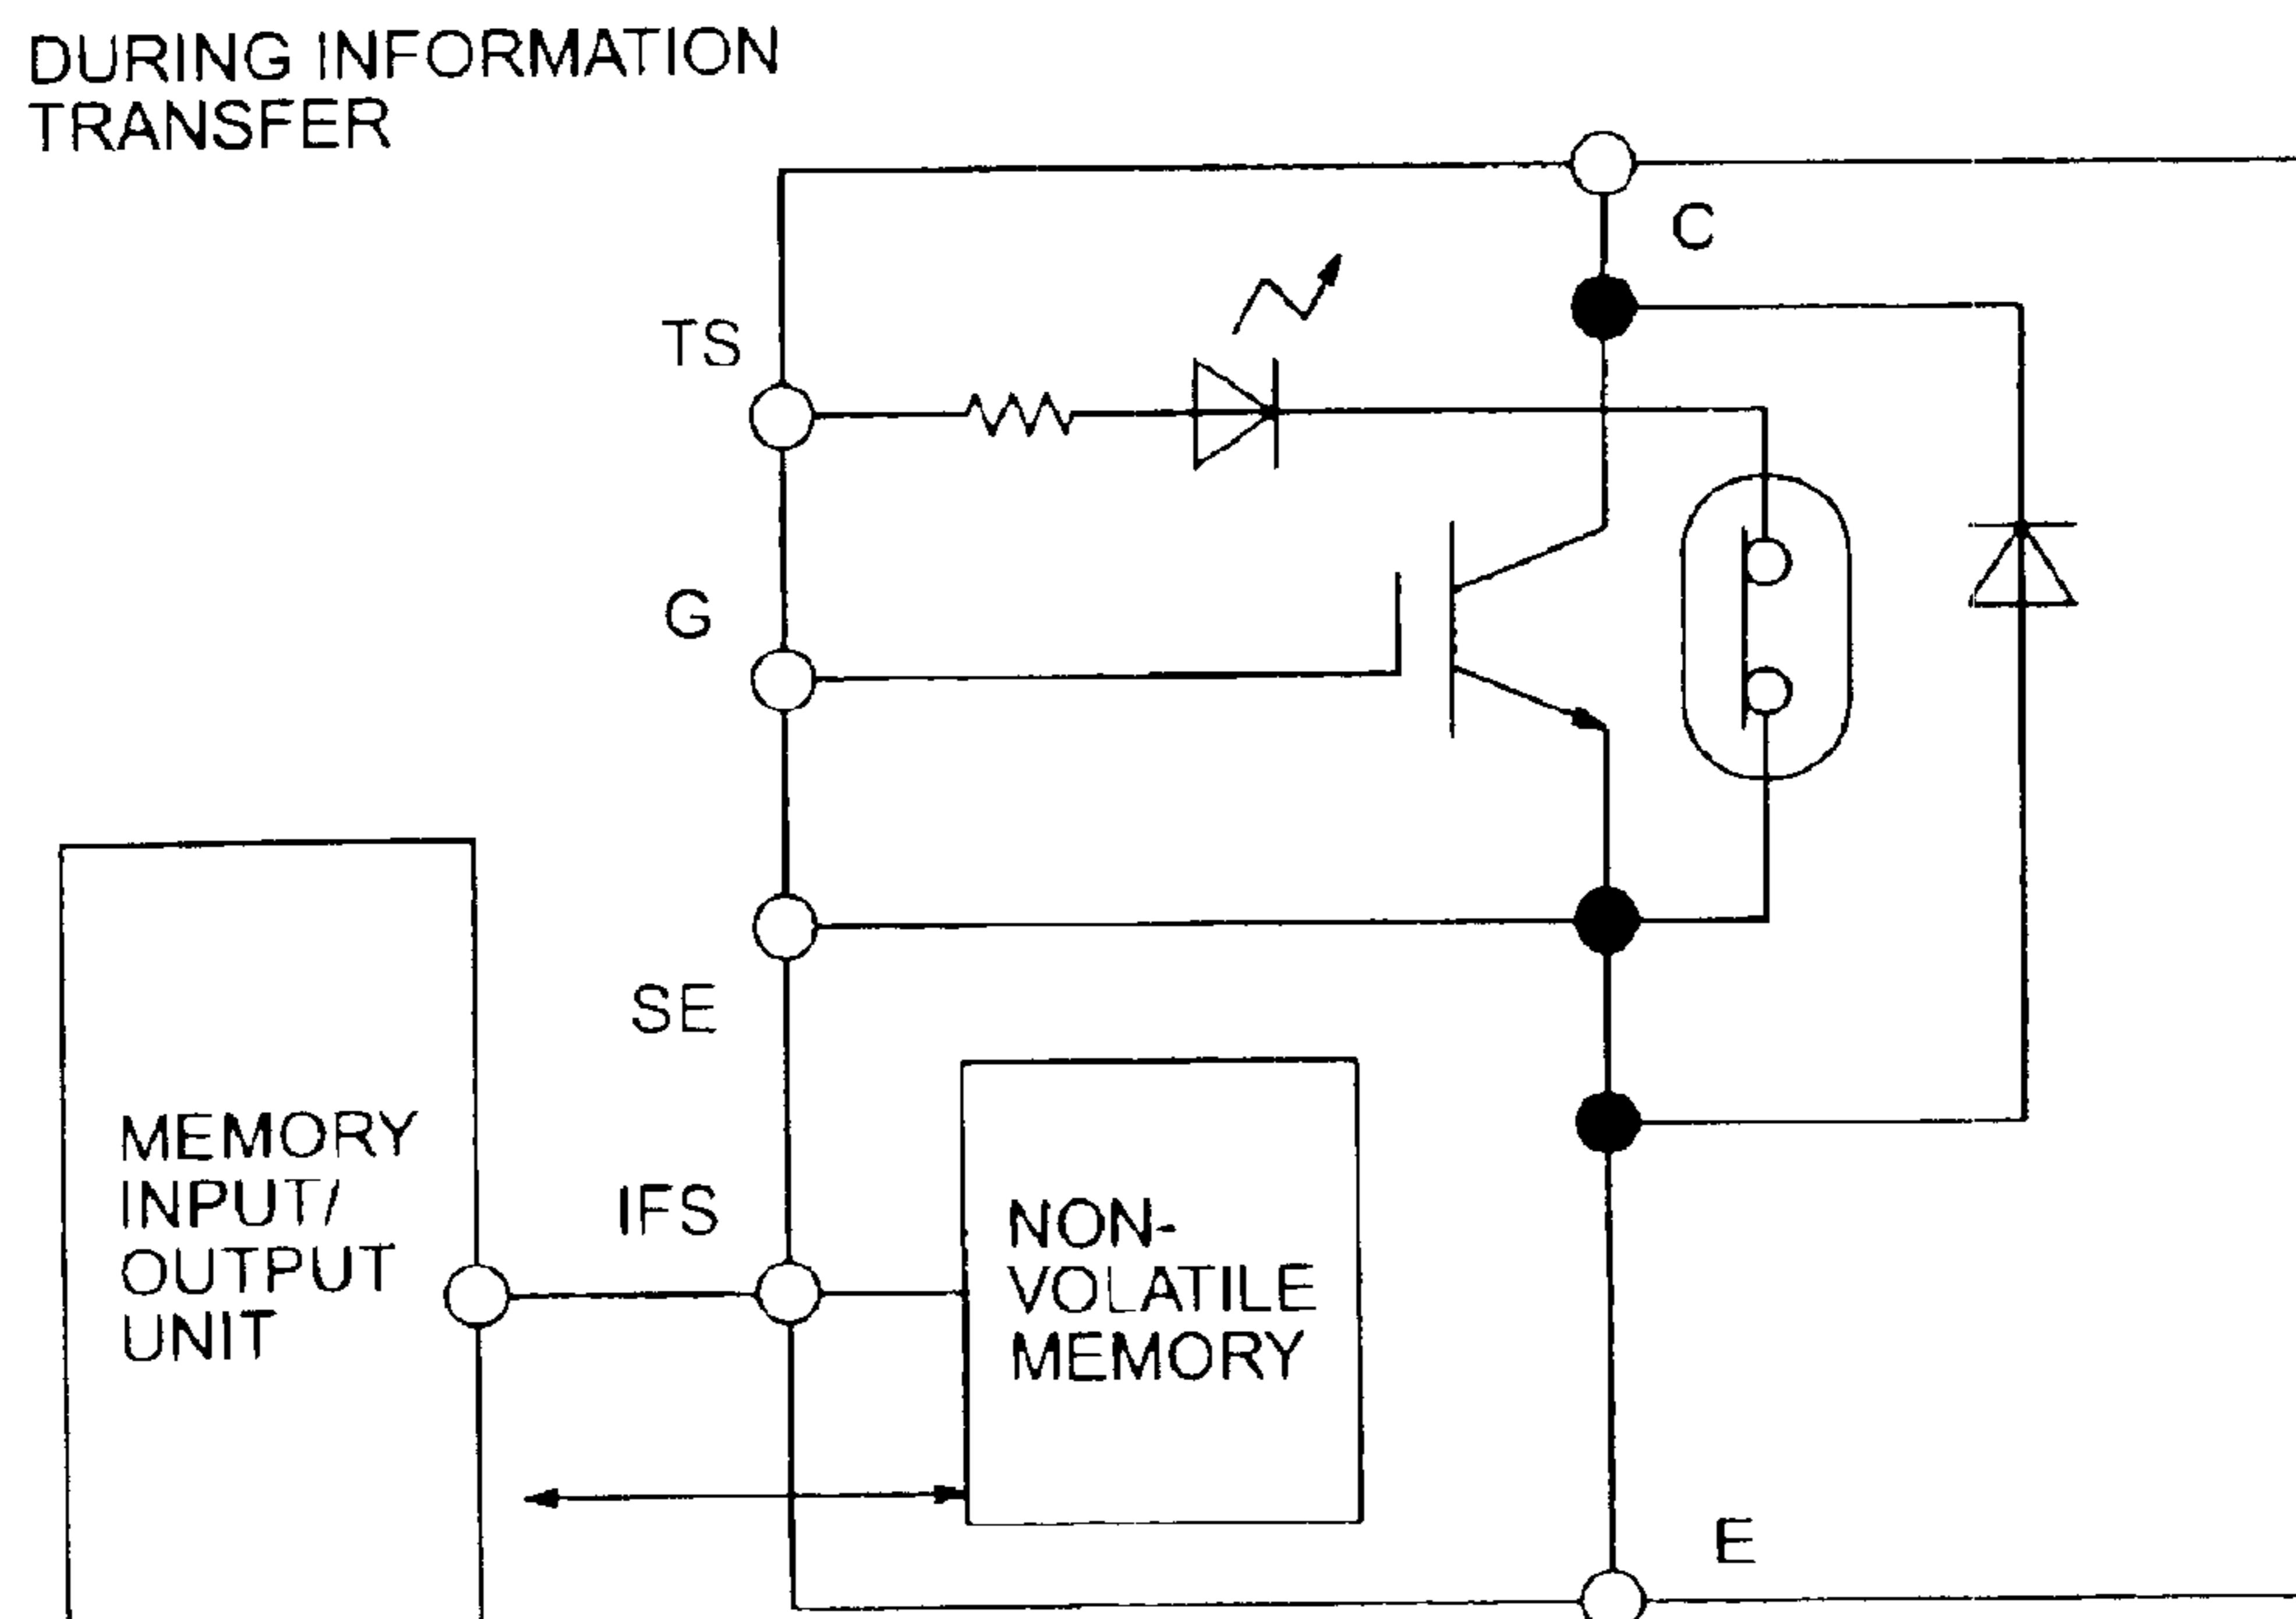 DURING INFORMATION
TRANSFER
C
TS
G
SE
MEMORY
INPUT/
OUTPUT
UNIT
IFS
NON-
VOLATILE
MEMORY
E